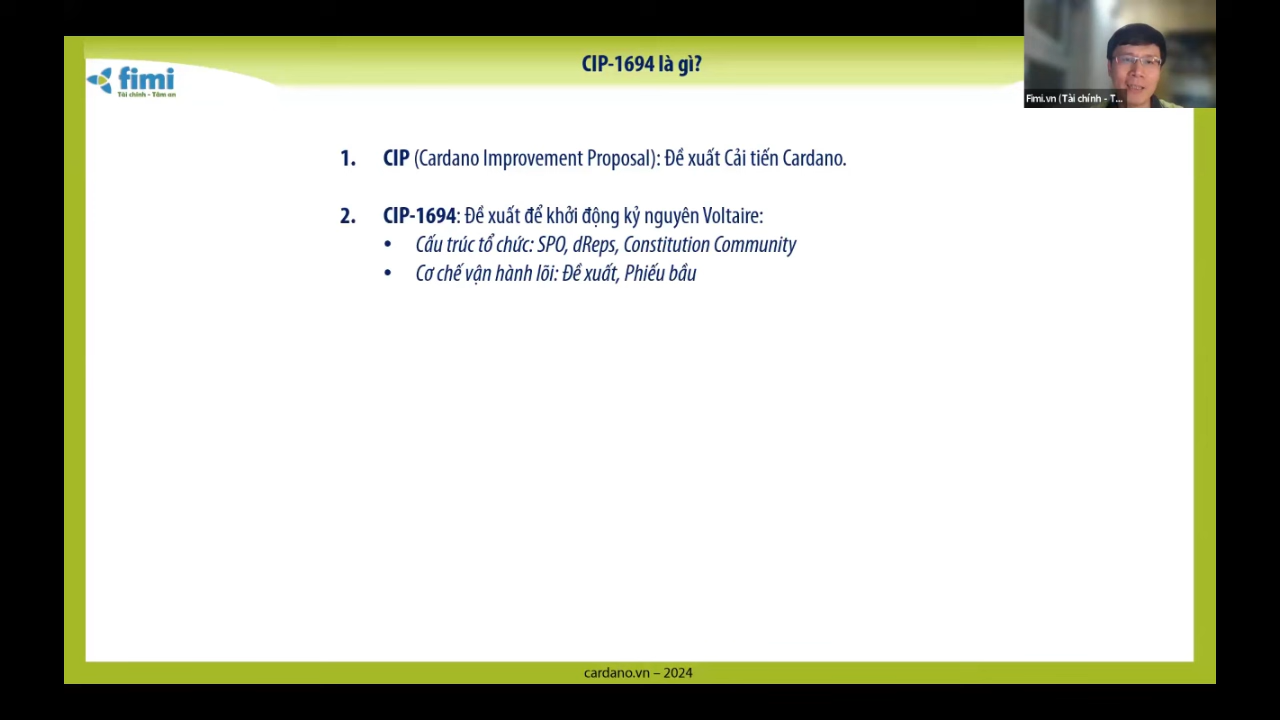 CIP-1694 là gì?
fimi
Tài chính - Tâm an
Fimi.vn (Tài chính - T...
1. CIP (Cardano Improvement Proposal): Đề xuất Cải tiến Cardano.
2. CIP-1694: Đề xuất để khởi động kỷ nguyên Voltaire:
• Cấu trúc tổ chức: SPO, dReps, Constitution Community
• Cơ chế vận hành lõi: Đề xuất, Phiếu bầu
cardano.vn – 2024